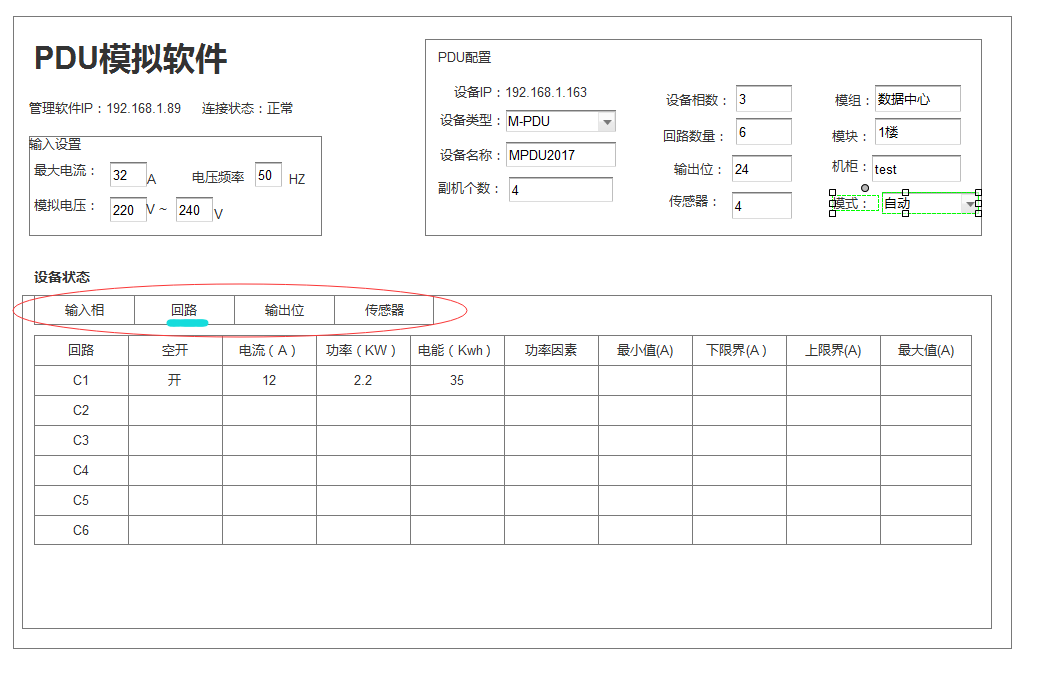 PDU模拟软件
管理软件IP：192.168.1.89 连接状态：正常
输入设置
最大电流： 32 A 电压频率 50 HZ
模拟电压： 220 V ~ 240 V
PDU配置
设备IP：192.168.1.163
设备类型： M-PDU
设备名称： MPDU2017
副机个数： 4
设备相数： 3
回路数量： 6
输出位： 24
传感器： 4
模组： 数据中心
模块： 1楼
机柜： test
模式： 自动
设备状态
输入相 回路 输出位 传感器
回路 空开 电流（A） 功率（KW） 电能（Kwh） 功率因素 最小值(A) 下限界(A） 上限界(A) 最大值(A)
C1 开 12 2.2 35
C2
C3
C4
C5
C6